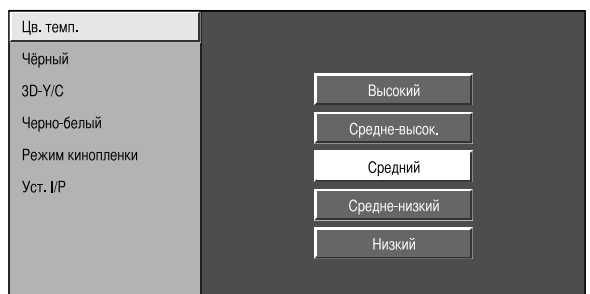 Цв. темп.
Чёрный
3D-Y/C
Черно-белый
Режим кинопленки
Уст. I/P
Высокий
Средне-высок.
Средний
Средне-низкий
Низкий